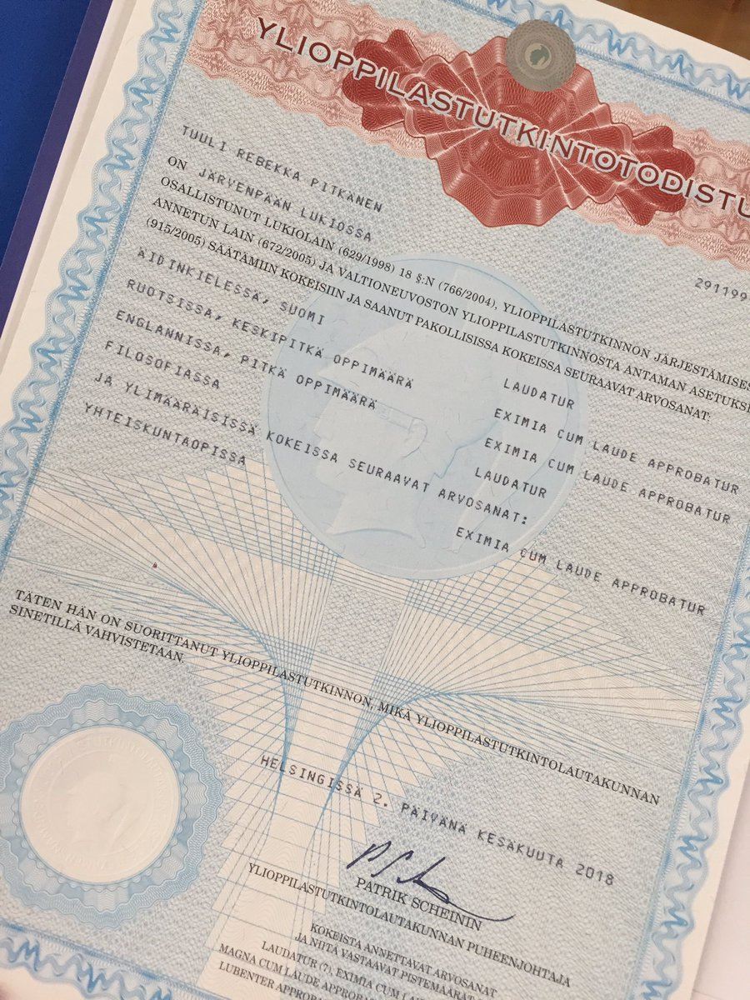 YLIOPPILASTUTKINTOTODISTU
TUULI REBEKKA PITKÄNEN
291199
ON JÄRVENPÄÄN LUKIOSSA
OSALLISTUNUT LUKIOLAIN (629/1998) 18 §:N (766/2004), YLIOPPILASTUTKINNON JÄRJESTÄMISES
ANNETUN LAIN (672/2005) JA VALTIONEUVOSTON YLIOPPILASTUTKINNOSTA ANTAMAN ASETUKSE
(915/2005) SÄÄTÄMIIN KOKEISIIN JA SAANUT PAKOLLISISSA KOKEISSA SEURAAVAT ARVOSANAT:
ÄIDINKIELESSÄ, SUOMI LAUDATUR
RUOTSISSA, KESKIPITKÄ OPPIMÄÄRÄ EXIMIA CUM LAUDE APPROBATUR
ENGLANNISSA, PITKÄ OPPIMÄÄRÄ EXIMIA CUM LAUDE APPROBATUR
FILOSOFIASSA LAUDATUR
JA YLIMÄÄRÄISISSÄ KOKEISSA SEURAAVAT ARVOSANAT:
YHTEISKUNTAOPISSA EXIMIA CUM LAUDE APPROBATUR
TÄTEN HÄN ON SUORITTANUT YLIOPPILASTUTKINNON, MIKÄ YLIOPPILASTUTKINTOLAUTAKUNNAN
SINETILLÄ VAHVISTETAAN.
HELSINGISSÄ 2. PÄIVÄNÄ KESÄKUUTA 2018
PATRIK SCHEININ
YLIOPPILASTUTKINTOLAUTAKUNNAN PUHEENJOHTAJA
KOKEISTA ANNETTAVAT ARVOSANAT
JA NIITÄ VASTAAVAT PISTEMÄÄRÄT
LAUDATUR (7), EXIMIA CUM
MAGNA CUM LAUDE APPROBA
LUBENTER APPROBA